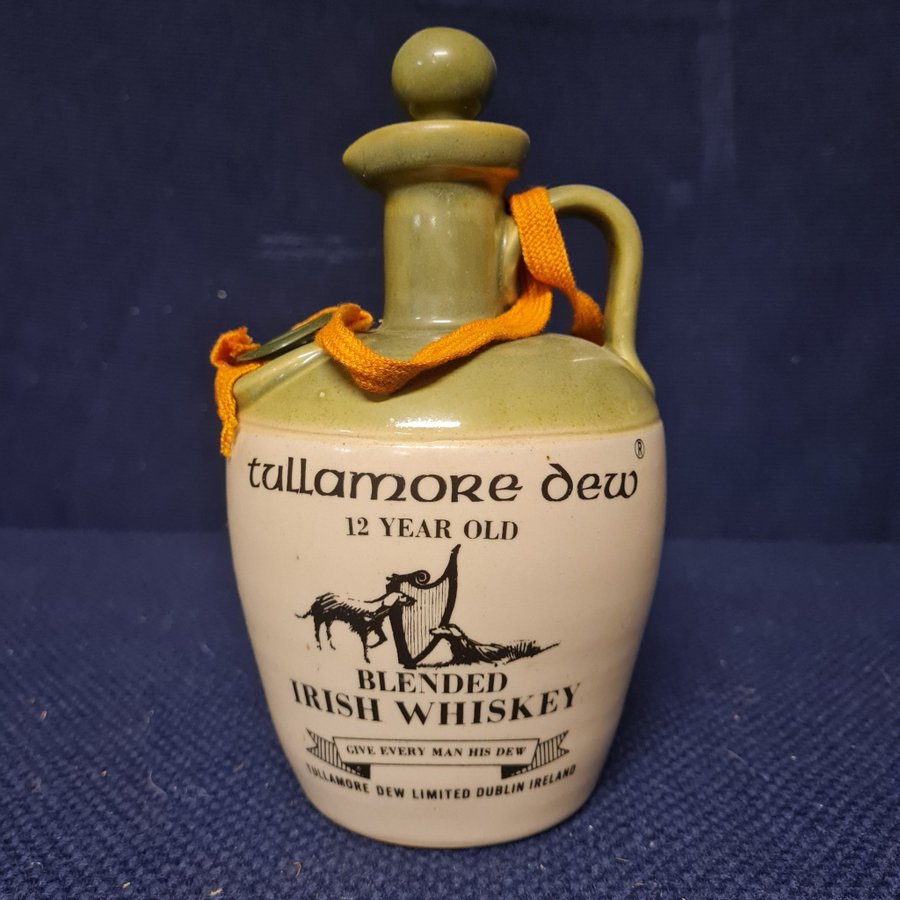 tullamore dew ®
12 YEAR OLD
BLENDED
IRISH WHISKEY
GIVE EVERY MAN HIS DEW
TULLAMORE DEW LIMITED DUBLIN IRELAND